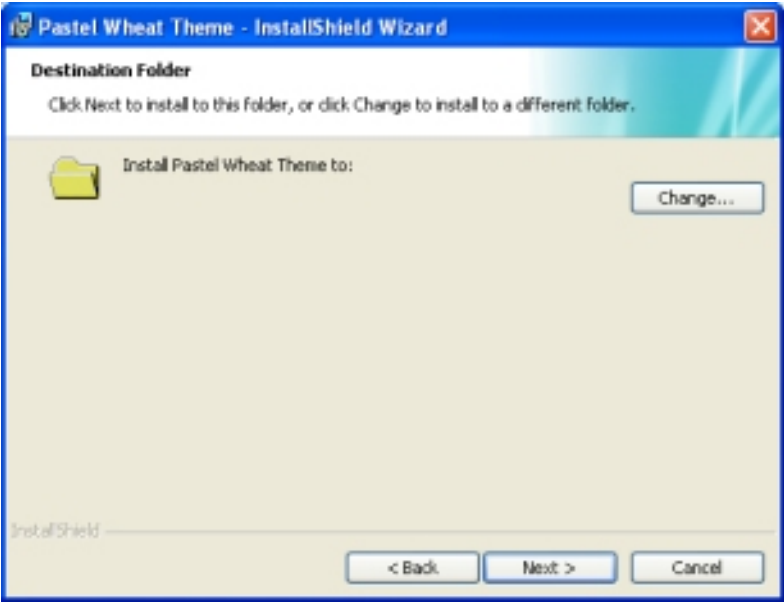 Pastel Wheat Theme - InstallShield Wizard
Destination Folder
Click Next to install to this folder, or click Change to install to a different folder.
Install Pastel Wheat Theme to:
Change...
InstallShield
< Back
Next >
Cancel